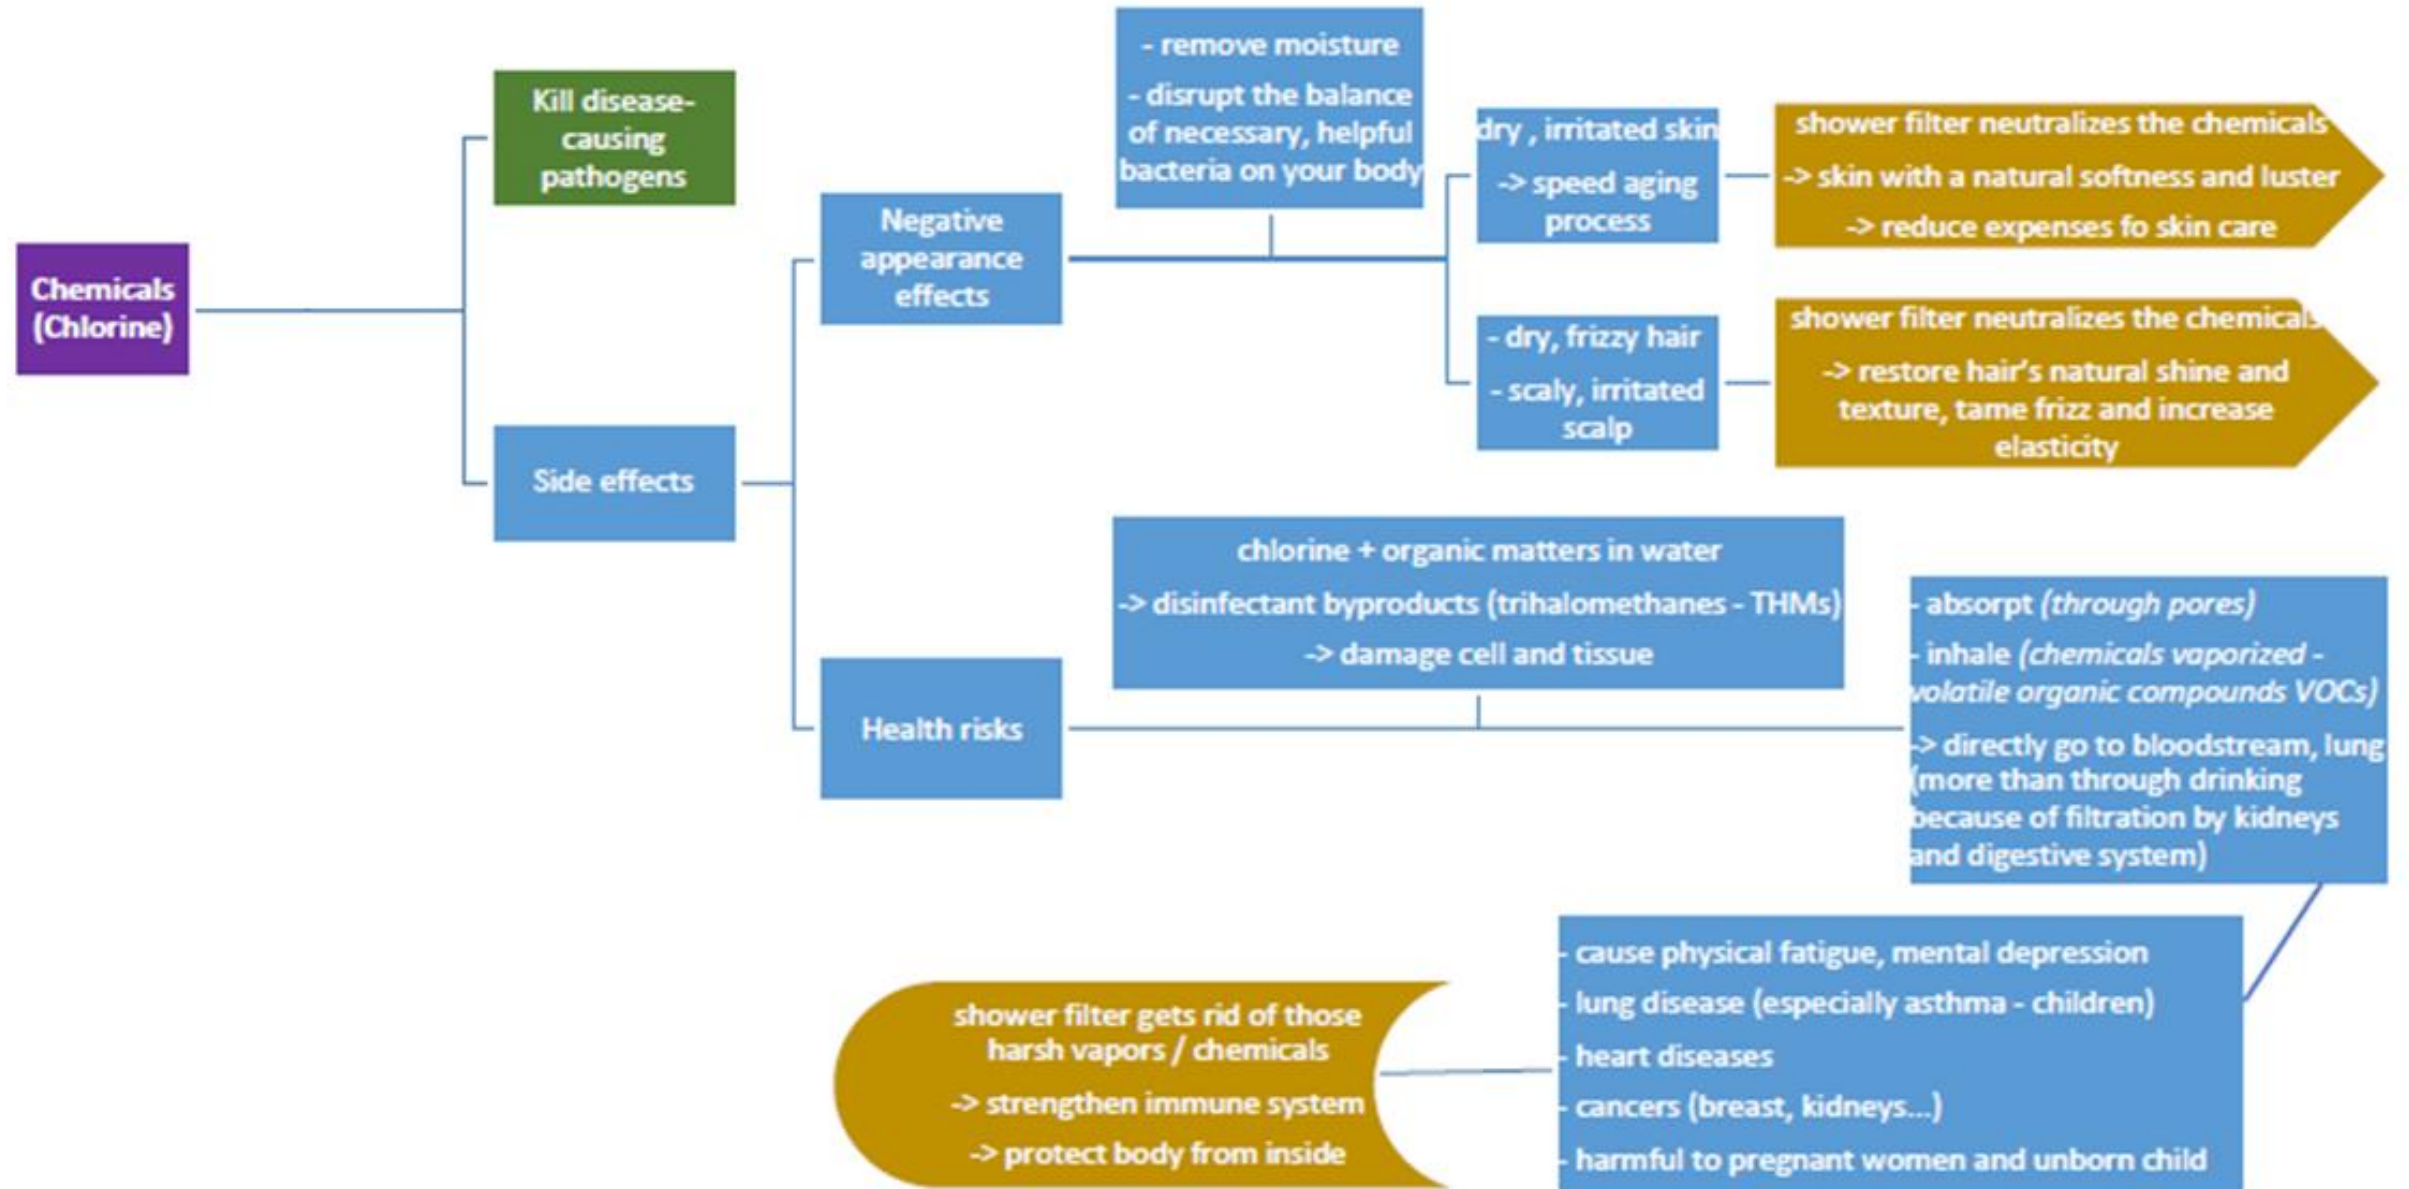 Chemicals
(Chlorine)
Kill disease-
causing
pathogens
Side effects
Negative
appearance
effects
- remove moisture
- disrupt the balance
of necessary, helpful
bacteria on your body
dry , irritated skin
-> speed aging
process
shower filter neutralizes the chemicals
-> skin with a natural softness and luster
-> reduce expenses fo skin care
- dry, frizzy hair
- scaly, irritated
scalp
shower filter neutralizes the chemicals
-> restore hair's natural shine and
texture, tame frizz and increase
elasticity
Health risks
chlorine + organic matters in water
-> disinfectant byproducts (trihalomethanes - THMs)
-> damage cell and tissue
- absorpt (through pores)
- inhale (chemicals vaporized -
volatile organic compounds VOCs)
-> directly go to bloodstream, lung
(more than through drinking
because of filtration by kidneys
and digestive system)
- cause physical fatigue, mental depression
- lung disease (especially asthma - children)
- heart diseases
- cancers (breast, kidneys...)
- harmful to pregnant women and unborn child
shower filter gets rid of those
harsh vapors / chemicals
-> strengthen immune system
-> protect body from inside